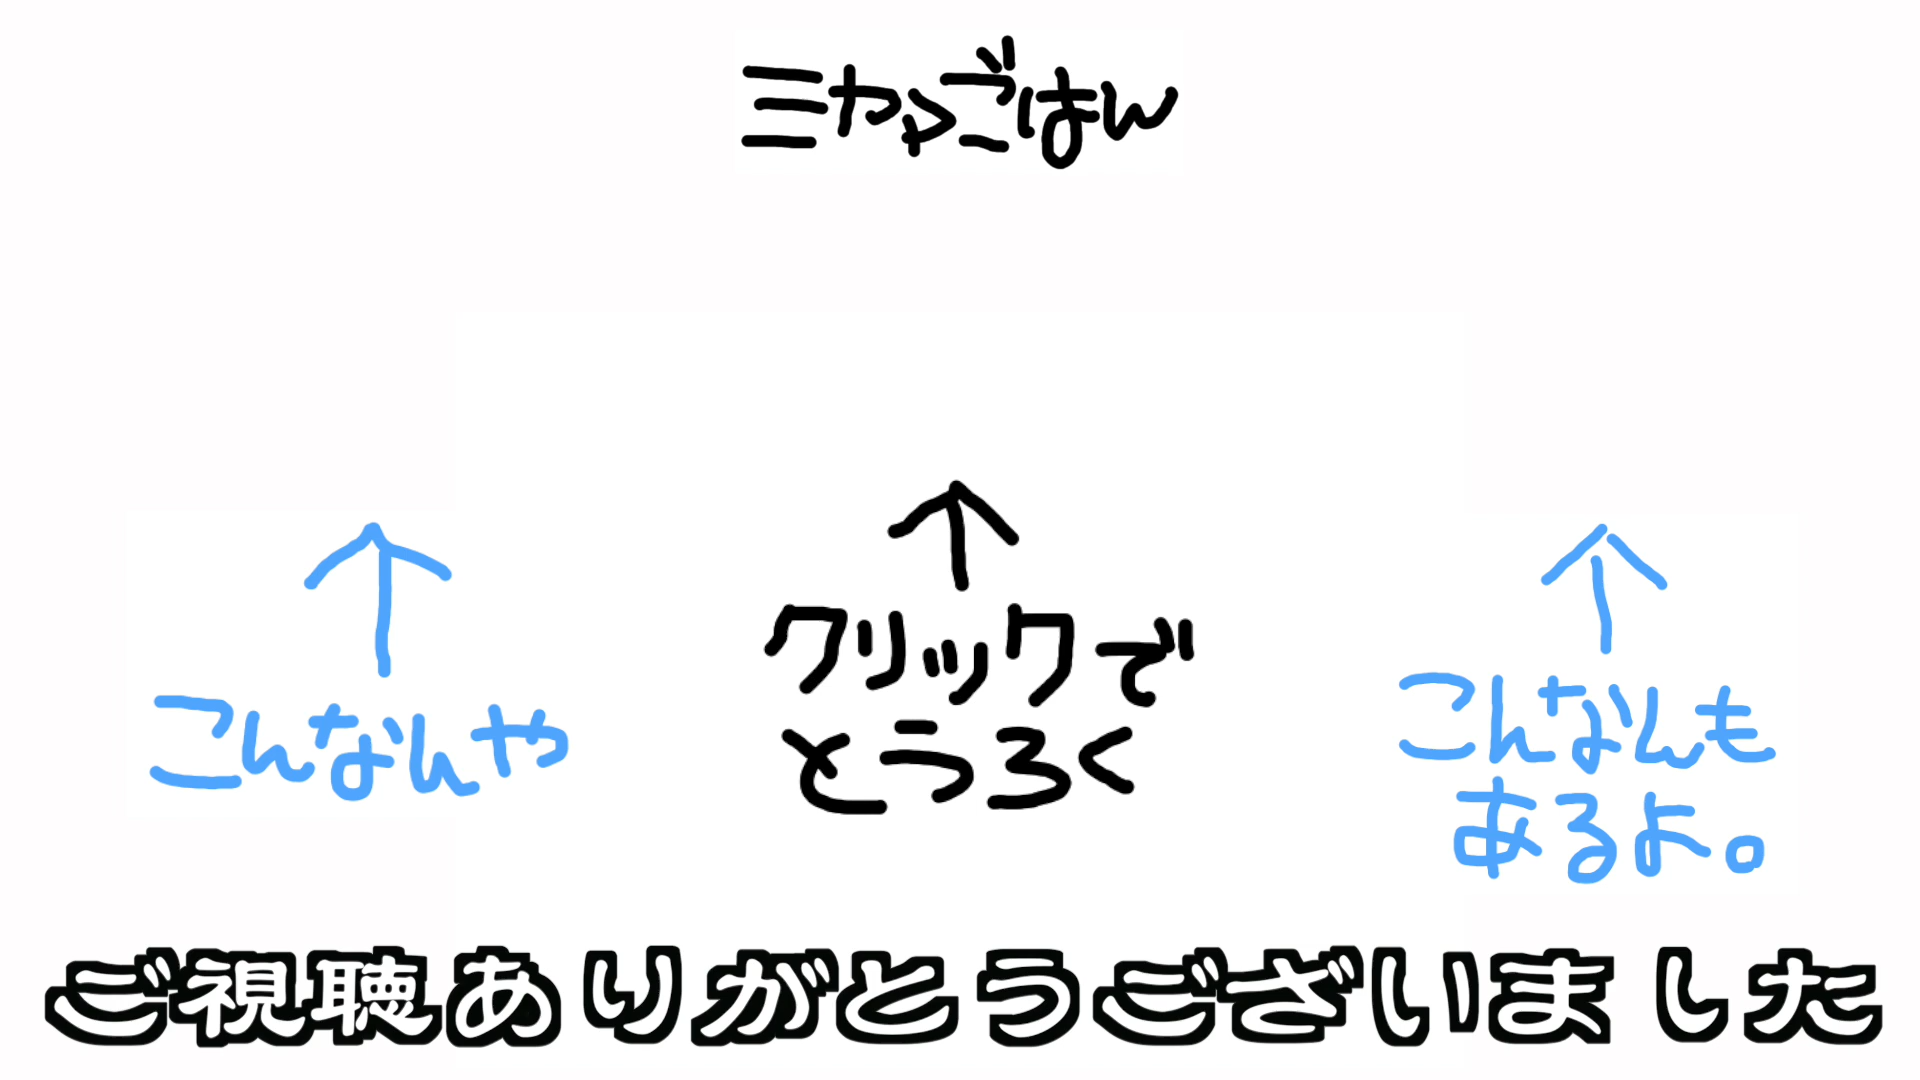 ミヤマごはん
こんなんや
クリックで
とうろく
こんなんも
あるよ。
ご視聴ありがとうございました